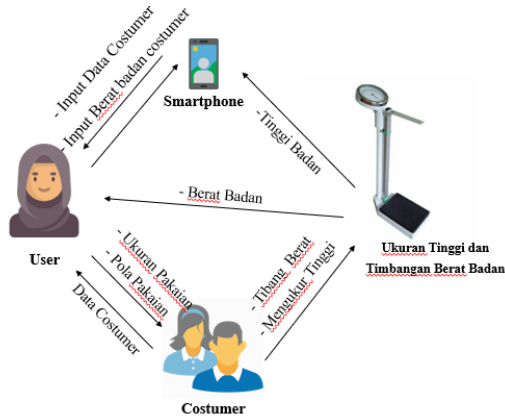 - Input Data Costumer
- Input Berat badan costumer
Smartphone
-Tinggi Badan
- Berat Badan
User
Ukuran Tinggi dan
Timbangan Berat Badan
- Ukuran Pakaian
- Pola Pakaian
Data Costumer
- Tibang Berat
- Mengukur Tinggi
Costumer